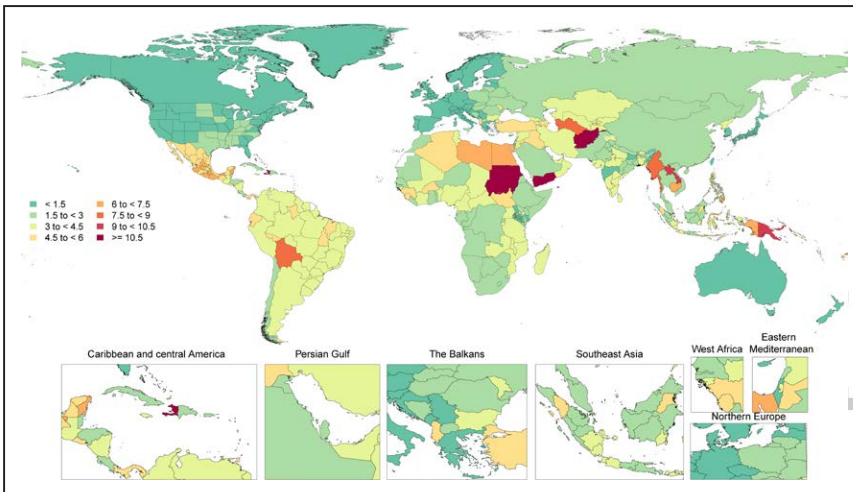 < 1.5
1.5 to < 3
3 to < 4.5
4.5 to < 6
6 to < 7.5
7.5 to < 9
9 to < 10.5
>= 10.5
Caribbean and central America
Persian Gulf
The Balkans
Southeast Asia
West Africa
Eastern
Mediterranean
Northern Europe